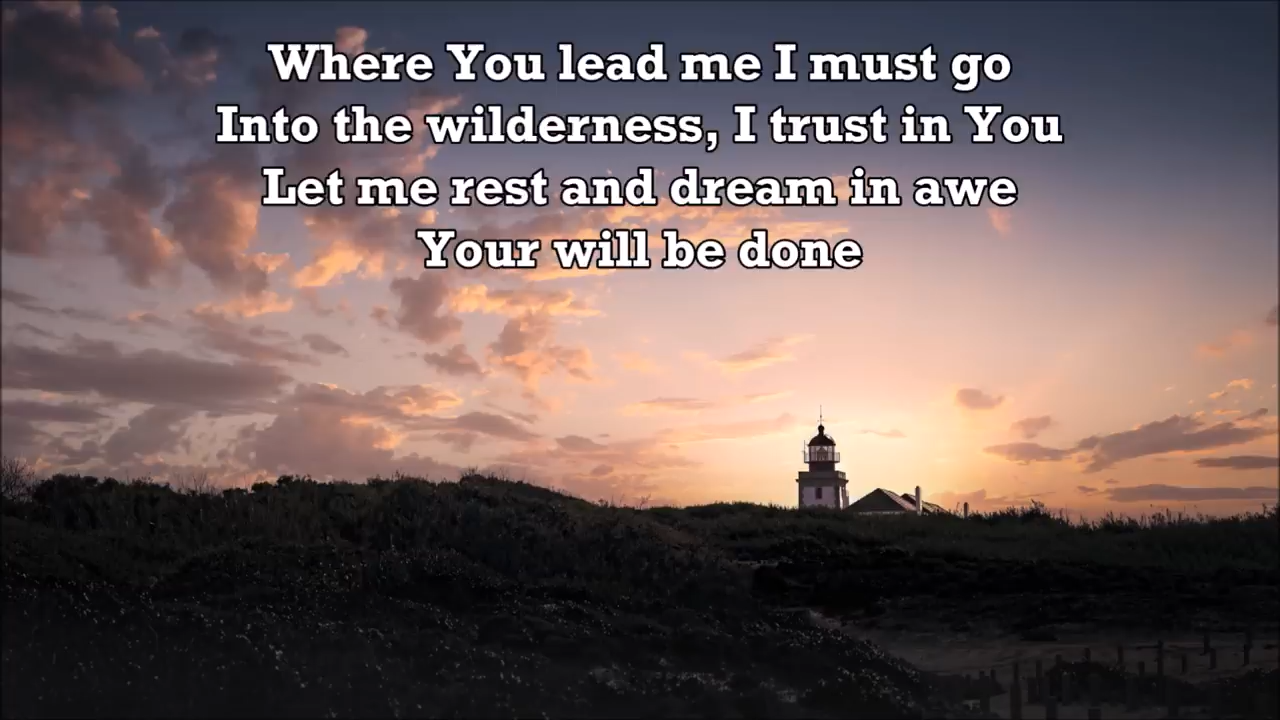 Where You lead me I must go
Into the wilderness, I trust in You
Let me rest and dream in awe
Your will be done